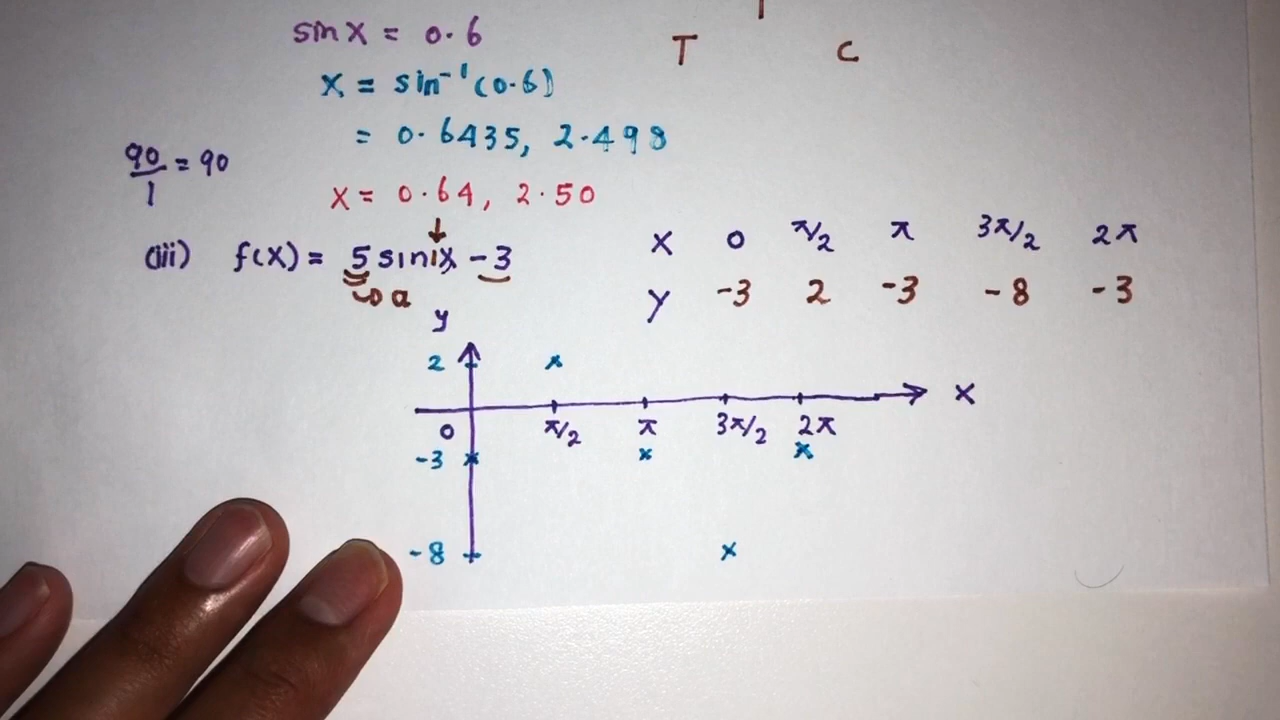 sin x = 0.6
T C
x = sin⁻¹(0.6)
= 0.6435, 2.498
90/1 = 90
x = 0.64, 2.50
(iii) f(x) = 5 sin 1x - 3
a
x 0 π/2 π 3π/2 2π
y -3 2 -3 -8 -3
y
2
x
0 π/2 π 3π/2 2π
-3
-8